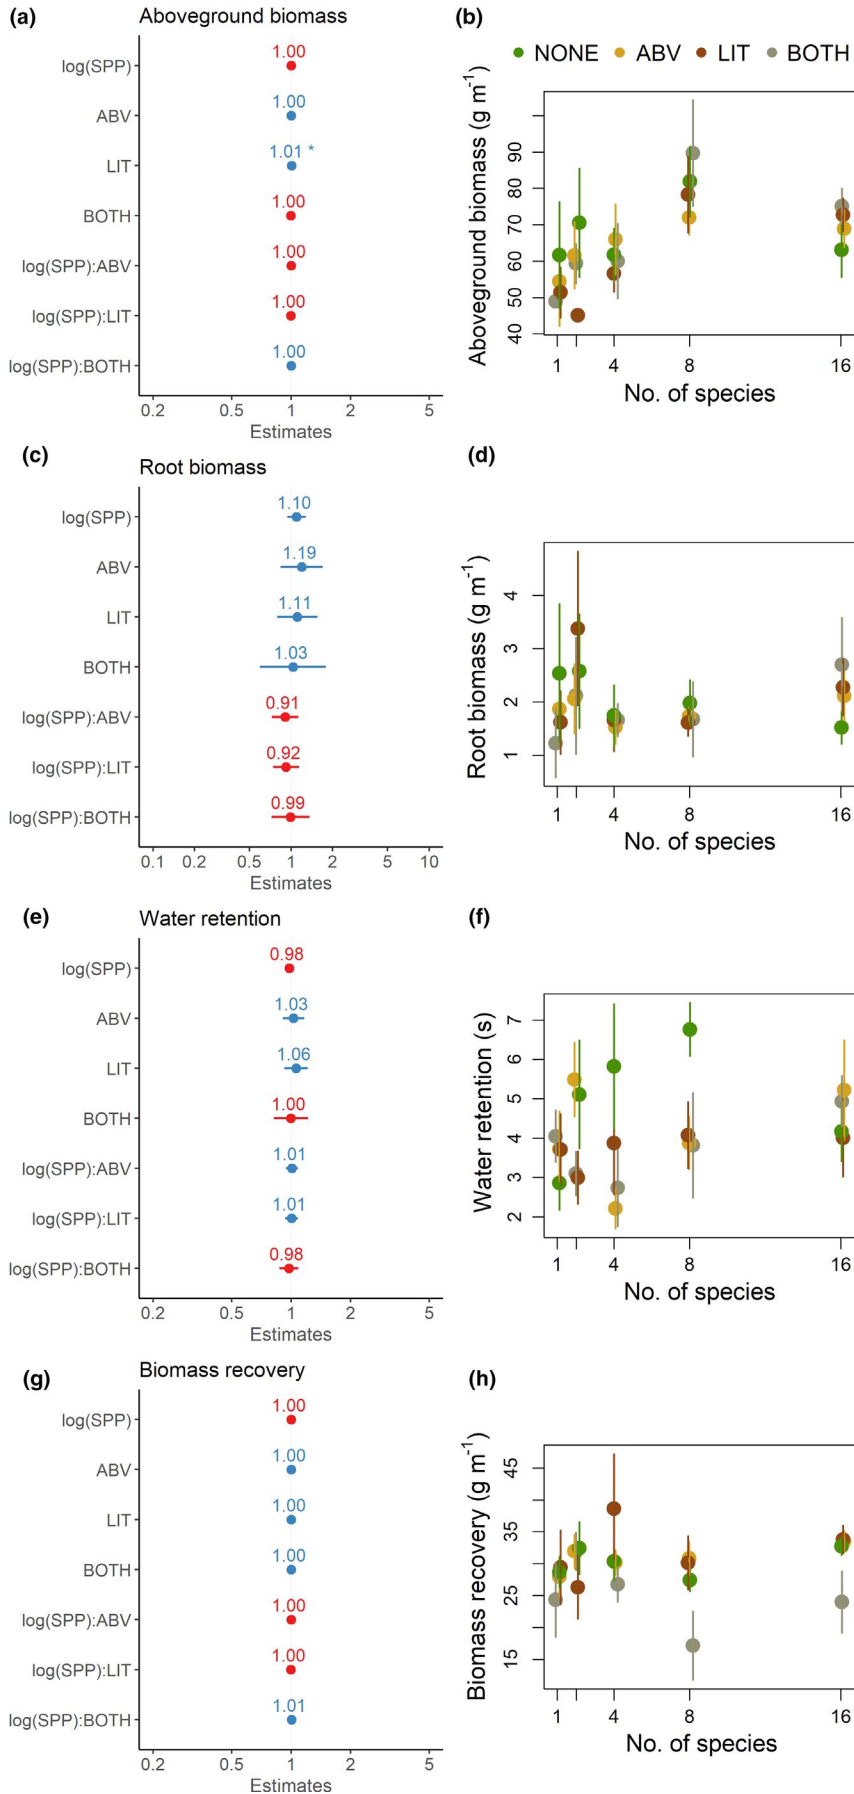 (a)
Aboveground biomass
log(SPP)
1.00
ABV
1.00
LIT
1.01 *
BOTH
1.00
log(SPP):ABV
1.00
log(SPP):LIT
1.00
log(SPP):BOTH
1.00
0.2 0.5 1 2 5
Estimates
(b)
NONE ABV LIT BOTH
Aboveground biomass (g m⁻¹)
90
80
70
60
50
40
1 4 8 16
No. of species
(c)
Root biomass
log(SPP)
1.10
ABV
1.19
LIT
1.11
BOTH
1.03
log(SPP):ABV
0.91
log(SPP):LIT
0.92
log(SPP):BOTH
0.99
0.1 0.2 0.5 1 2 5 10
Estimates
(d)
Root biomass (g m⁻¹)
4
3
2
1
1 4 8 16
No. of species
(e)
Water retention
log(SPP)
0.98
ABV
1.03
LIT
1.06
BOTH
1.00
log(SPP):ABV
1.01
log(SPP):LIT
1.01
log(SPP):BOTH
0.98
0.2 0.5 1 2 5
Estimates
(f)
Water retention (s)
7
6
5
4
3
2
1 4 8 16
No. of species
(g)
Biomass recovery
log(SPP)
1.00
ABV
1.00
LIT
1.00
BOTH
1.00
log(SPP):ABV
1.00
log(SPP):LIT
1.00
log(SPP):BOTH
1.01
0.2 0.5 1 2 5
Estimates
(h)
Biomass recovery (g m⁻¹)
45
35
25
15
1 4 8 16
No. of species